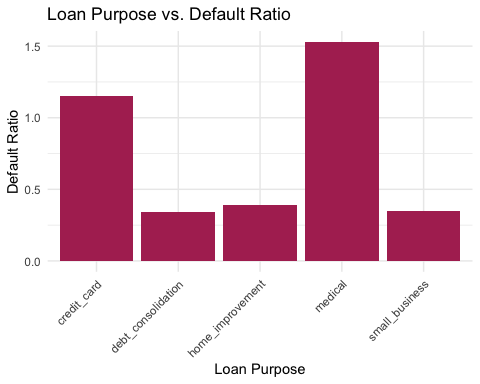 Loan Purpose vs. Default Ratio
Default Ratio
1.5
1.0
0.5
0.0
credit_card
debt_consolidation
home_improvement
medical
small_business
Loan Purpose